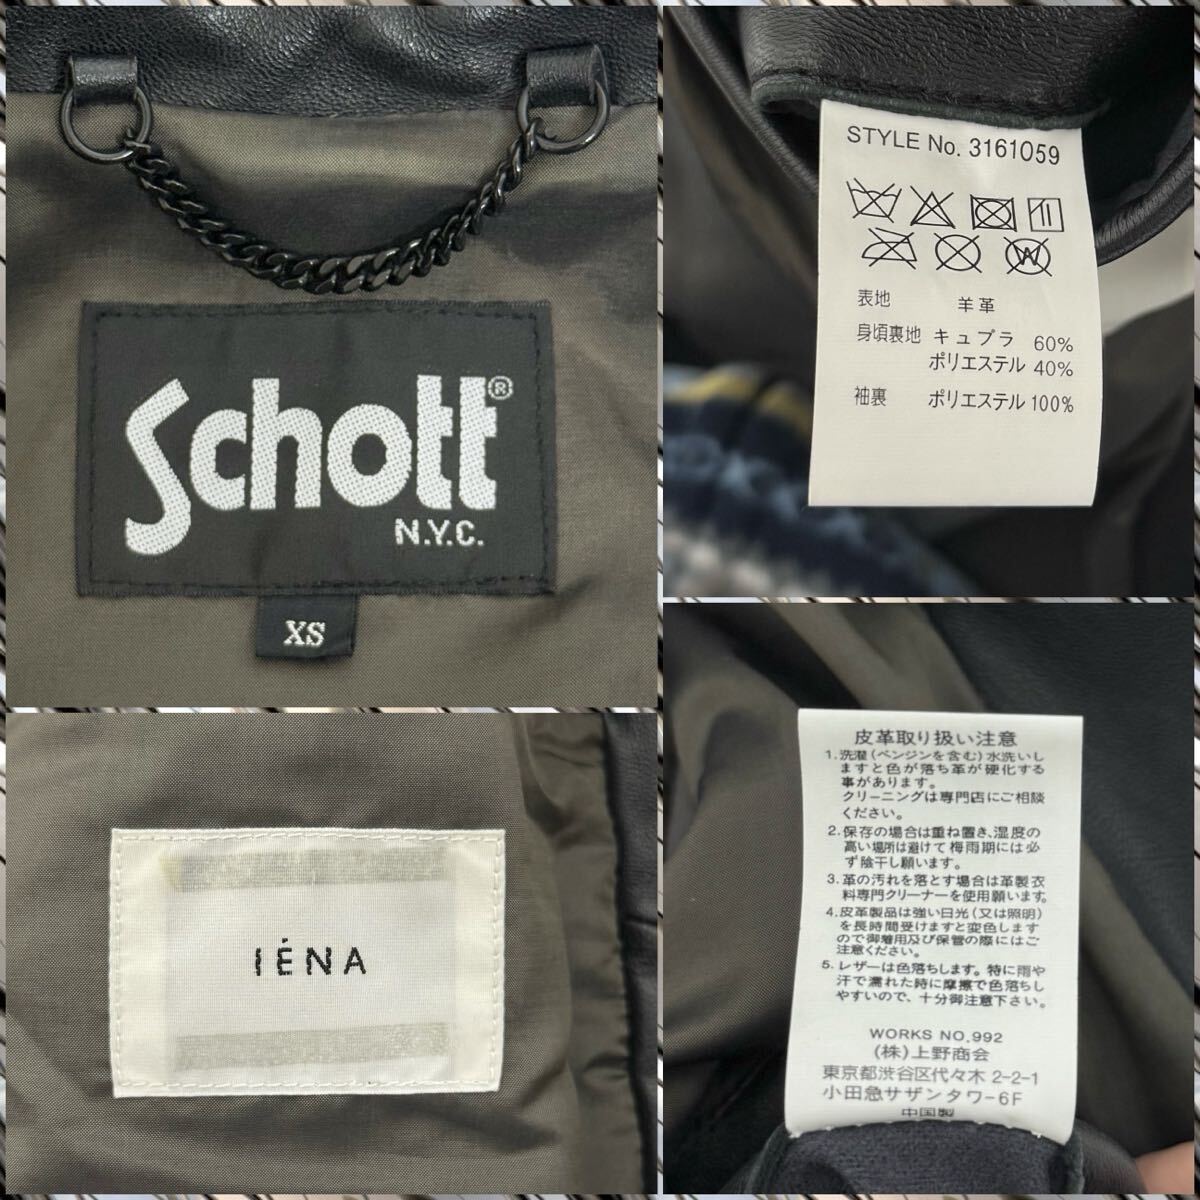 Schott®
N.Y.C.
XS
STYLE No. 3161059
W
表地 羊革
身頃裏地 キュプラ 60%
ポリエステル 40%
袖裏 ポリエステル 100%
IÉNA
皮革取り扱い注意
1.洗濯(ベンジンを含む)水洗いし
ますと色が落ち革が硬化する
事があります。
クリーニングは専門店にご相談
ください。
2.保存の場合は重ね置き､湿度の
高い場所は避けて梅雨期には必
ず陰干し願います。
3.革の汚れを落とす場合は革製衣
料専門クリーナーを使用願います。
4.皮革製品は強い日光(又は照明)
を長時間受けますと変色します
ので御着用及び保管の際にはご
注意ください。
5.レザーは色落ちします。特に雨や
汗で濡れた時に摩擦で色落ちし
やすいので、十分御注意下さい。
WORKS NO.992
(株)上野商会
東京都渋谷区代々木 2-2-1
小田急サザンタワ-6F
中国製